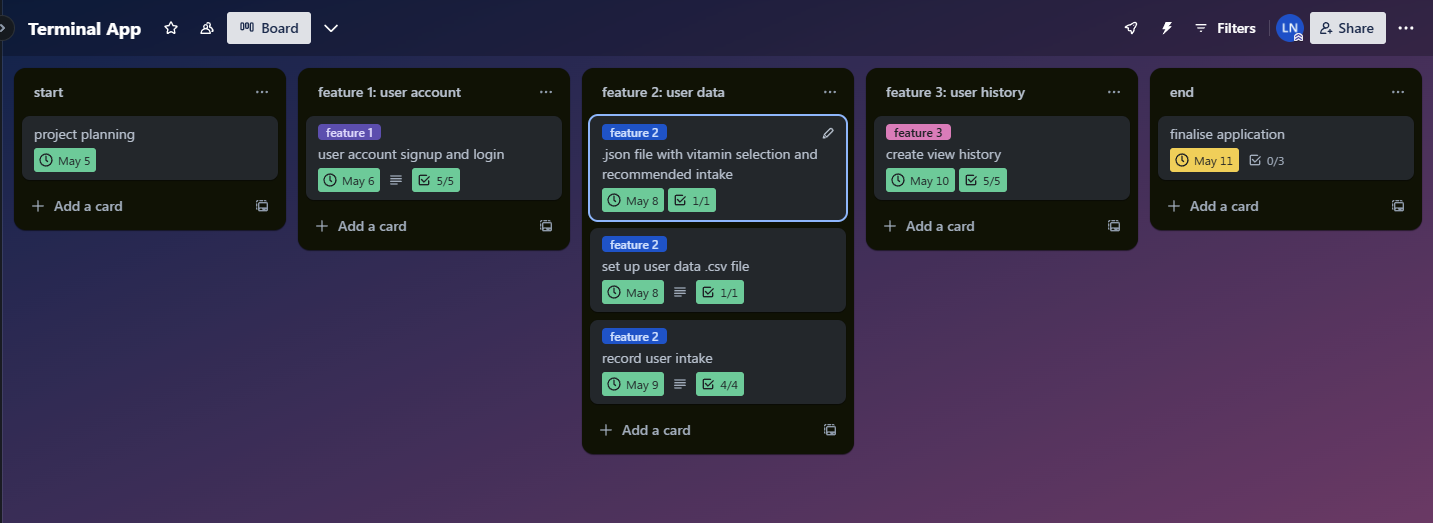 Terminal App
Board
Filters
LN
Share
start
project planning
May 5
Add a card
feature 1: user account
feature 1
user account signup and login
May 6
5/5
Add a card
feature 2: user data
feature 2
.json file with vitamin selection and
recommended intake
May 8
1/1
feature 2
set up user data .csv file
May 8
1/1
feature 2
record user intake
May 9
4/4
Add a card
feature 3: user history
feature 3
create view history
May 10
5/5
Add a card
end
finalise application
May 11
0/3
Add a card